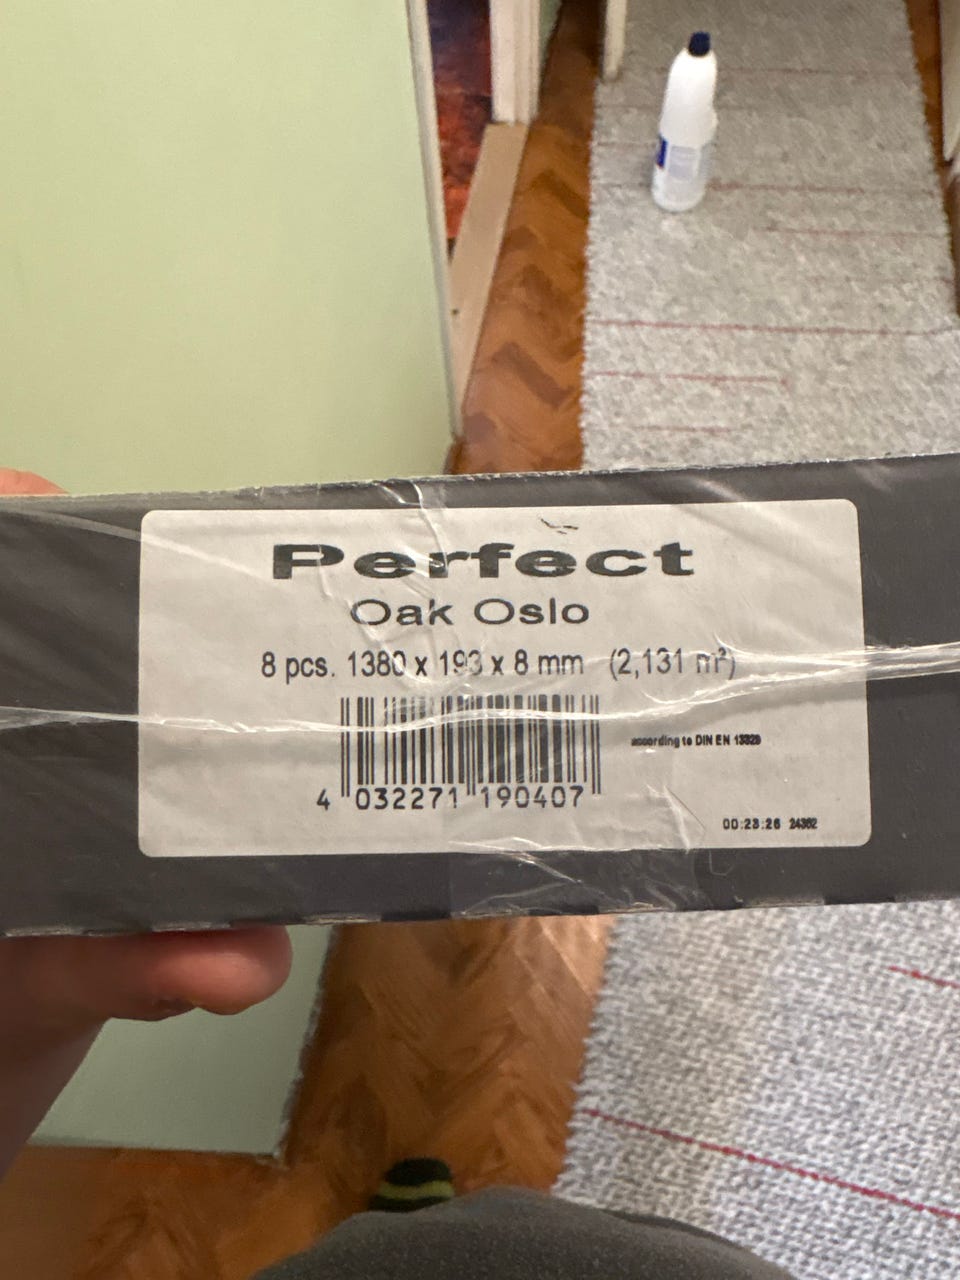 Perfect
Oak Oslo
8 pcs. 1380 x 193 x 8 mm (2,131 m²)
according to DIN EN 13329
4 032271 190407
00:23:26 24362